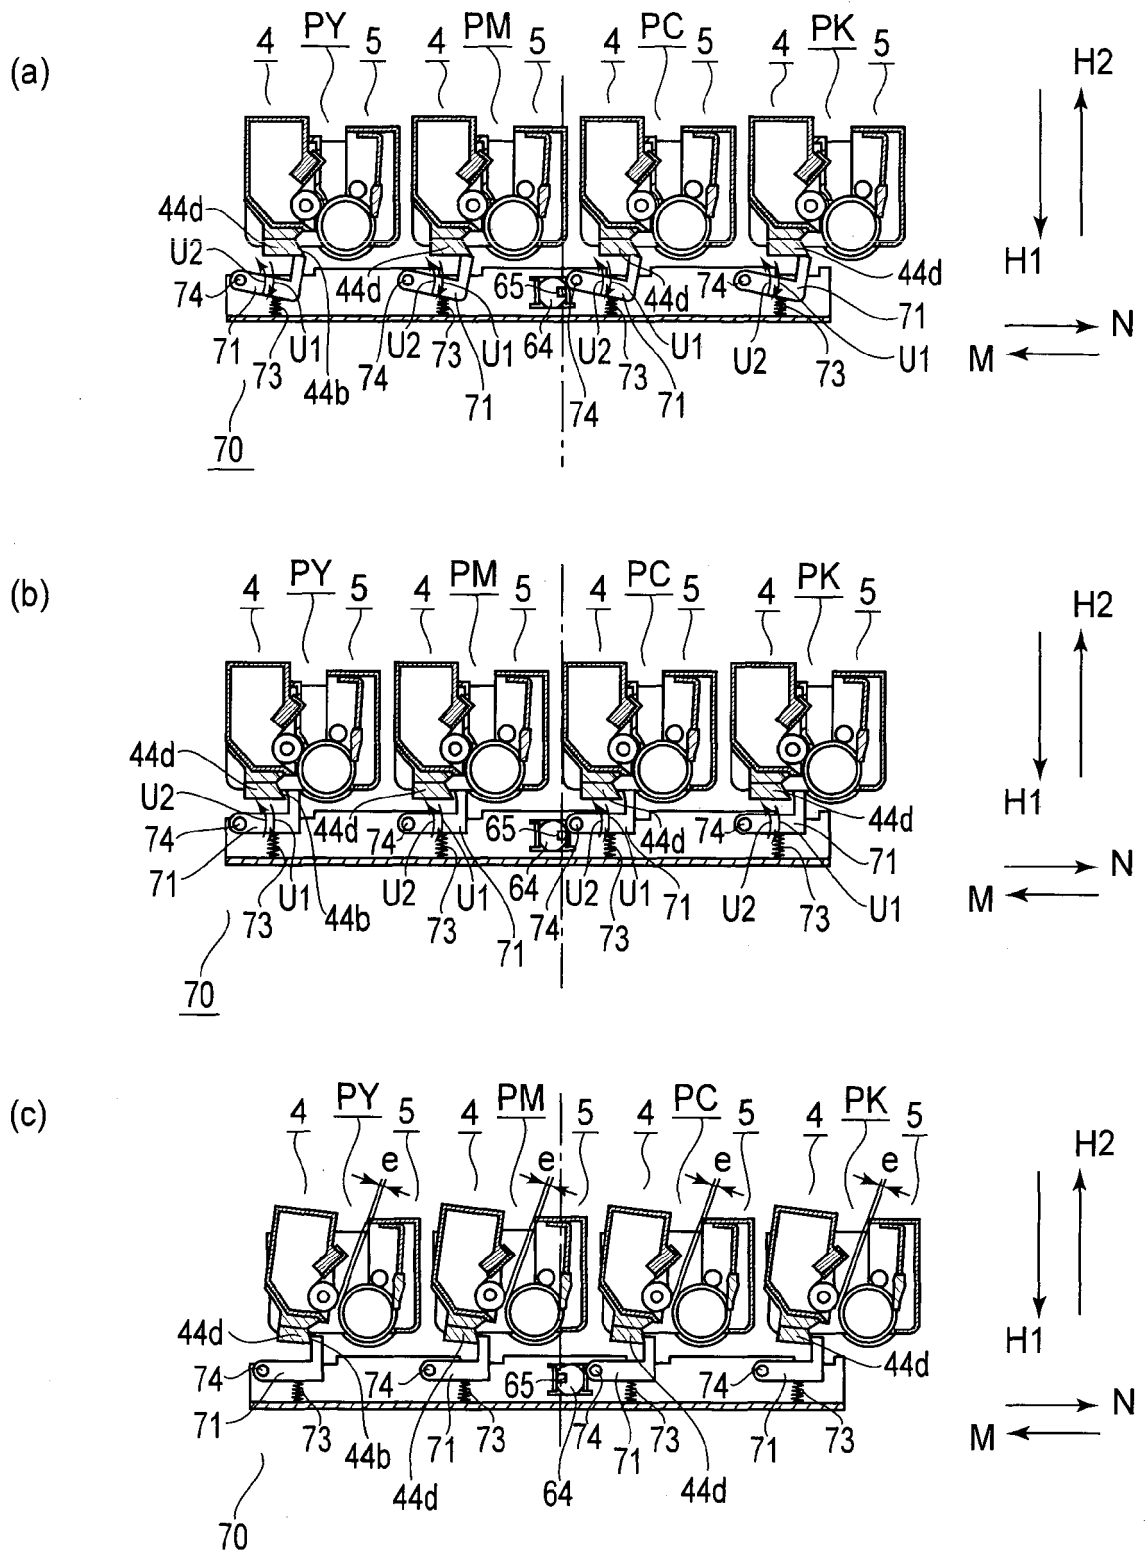 (a)
PY PM PC PK
4 5 4 5 4 5 4 5
H2
44d
U2
H1
74 44d 74 65 44d 74 44d
71
N
71 73 U1 44b 74 U2 73 U1 64 U2 73 U1 U2 73 U1
M
71 74 71
70
(b)
PY PM PC PK
4 5 4 5 4 5 4 5
H2
44d
U2
H1
74 44d 74 65 44d 74 44d
71 71
N
73 U1 44b U2 73 U1 64 74 U2 U1 71 U2 73 U1
M
71 73
70
(c)
PY PM PC PK
4 5 4 5 4 5 4 5
H2
e e e e
44d
H1
74 74 65 74 44d
N
71 73 44b 71 73 74 71 73 71 73
M
44d 64 44d
70